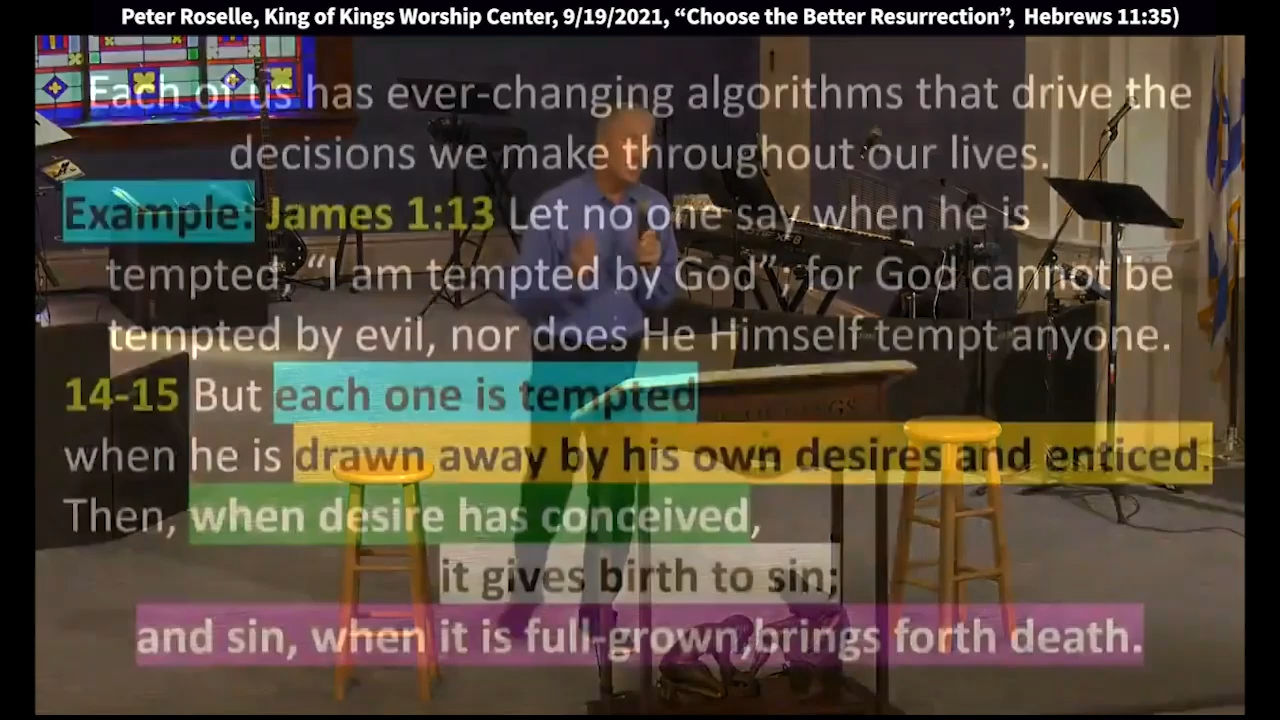 Peter Roselle, King of Kings Worship Center, 9/19/2021, “Choose the Better Resurrection”, Hebrews 11:35)
Each of us has ever-changing algorithms that drive the
decisions we make throughout our lives.
Example: James 1:13 Let no one say when he is
tempted, “I am tempted by God”; for God cannot be
tempted by evil, nor does He Himself tempt anyone.
14-15 But each one is tempted
when he is drawn away by his own desires and enticed.
Then, when desire has conceived,
it gives birth to sin;
and sin, when it is full-grown,brings forth death.